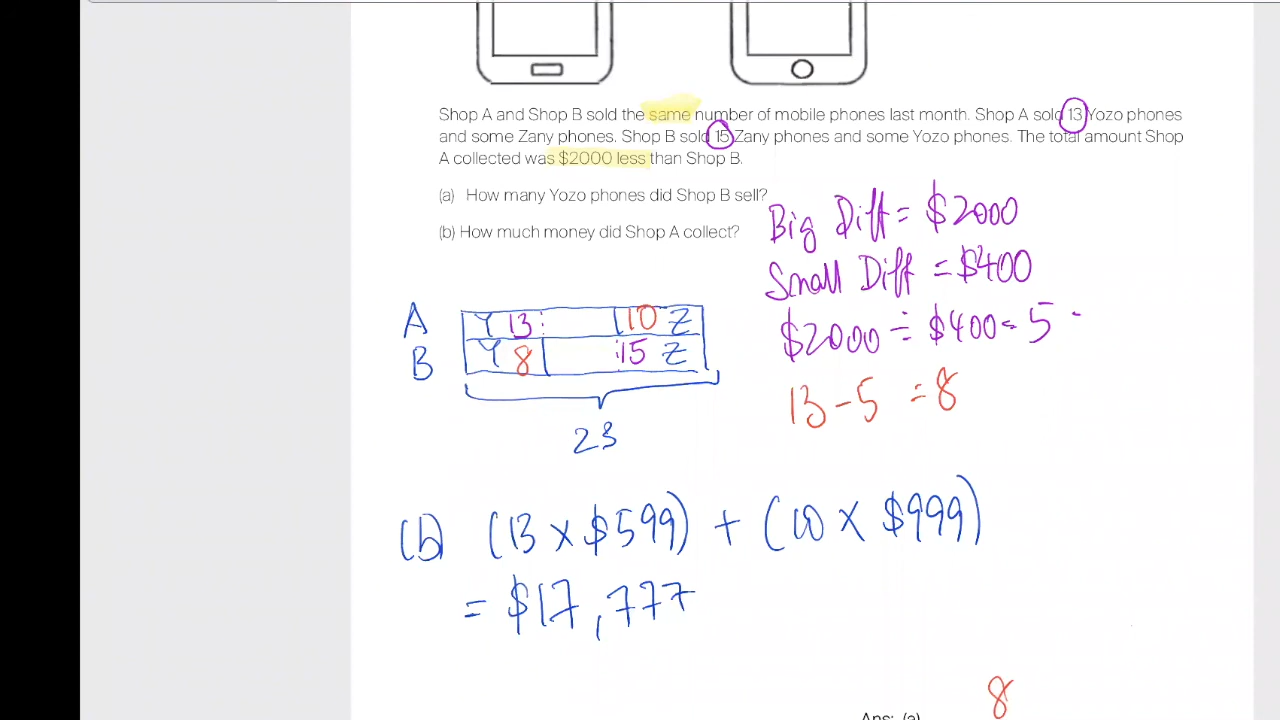 Shop A and Shop B sold the same number of mobile phones last month. Shop A sold 13 Yozo phones
and some Zany phones. Shop B sold 15 Zany phones and some Yozo phones. The total amount Shop
A collected was $2000 less than Shop B.
(a) How many Yozo phones did Shop B sell?
(b) How much money did Shop A collect?
Big Diff = $2000
Small Diff = $400
$2000 ÷ $400 = 5
13 - 5 = 8
A Y 13 10 Z
B Y 8 15 Z
23
(b) (13 x $599) + (10 x $999)
= $17,777
8
Ans: (a)